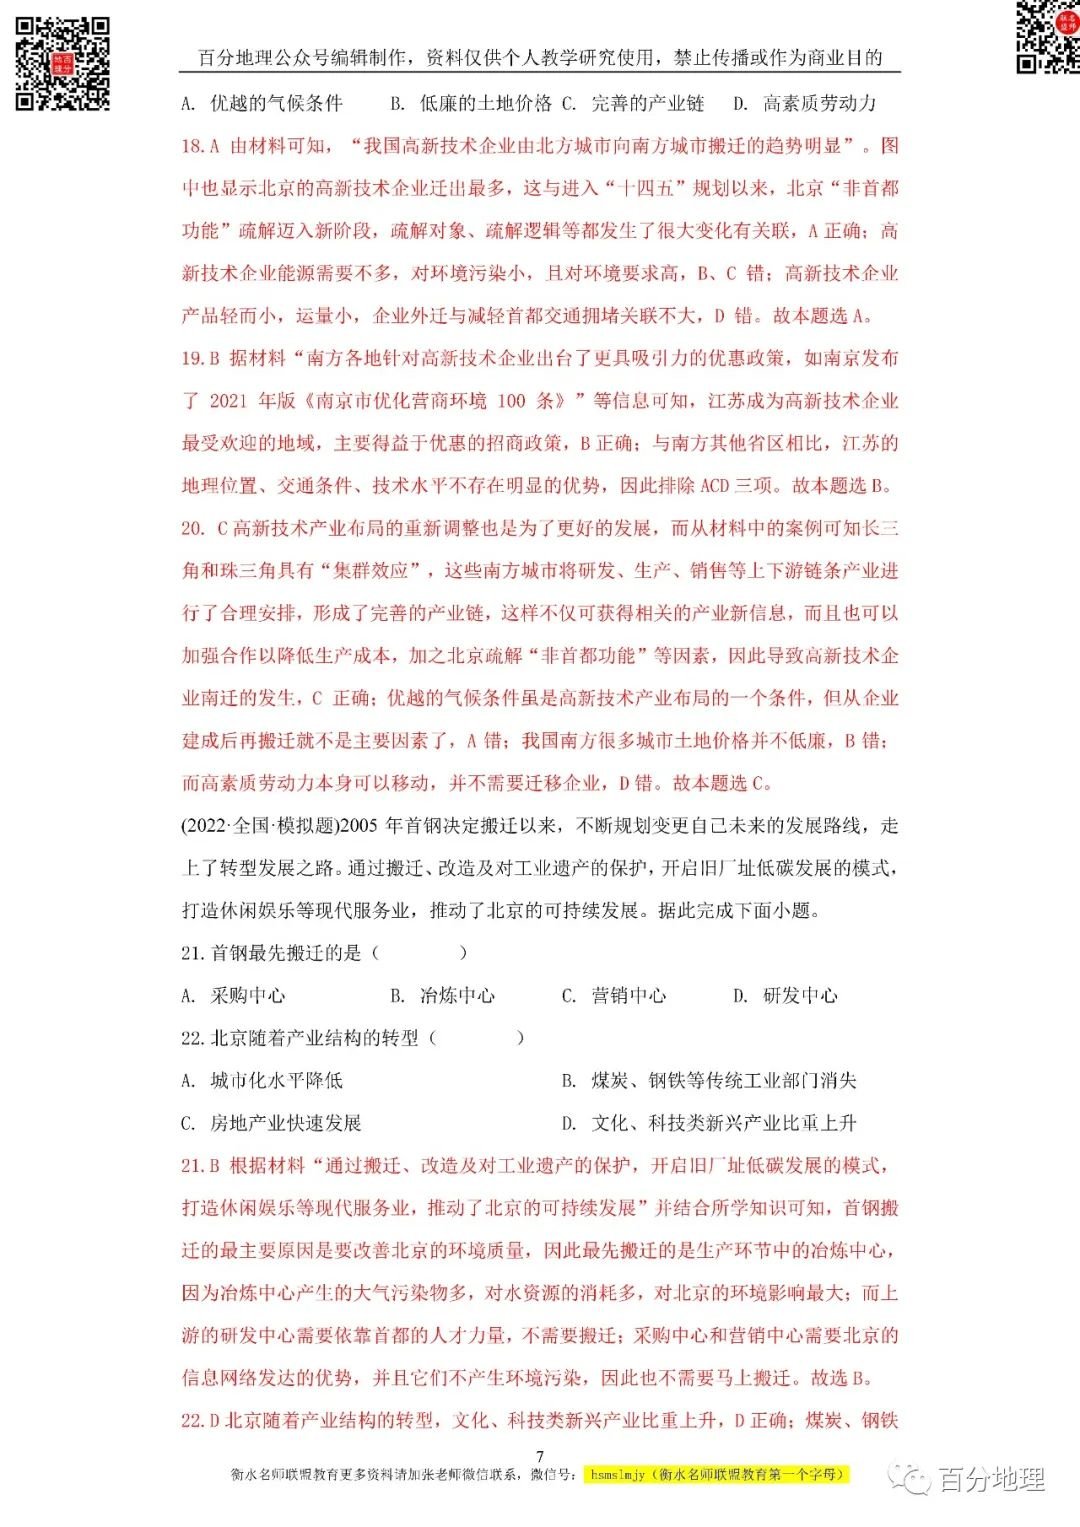 百分地理公众号编辑制作，资料仅供个人教学研究使用，禁止传播或作为商业目的
A. 优越的气候条件 B. 低廉的土地价格 C. 完善的产业链 D. 高素质劳动力
18.A 由材料可知，“我国高新技术企业由北方城市向南方城市搬迁的趋势明显”。图
中也显示北京的高新技术企业迁出最多，这与进入“十四五”规划以来，北京“非首都
功能”疏解迈入新阶段，疏解对象、疏解逻辑等都发生了很大变化有关联，A 正确；高
新技术企业能源需要不多，对环境污染小，且对环境要求高，B、C 错；高新技术企业
产品轻而小，运量小，企业外迁与减轻首都交通拥堵关联不大，D 错。故本题选 A。
19.B 据材料“南方各地针对高新技术企业出台了更具吸引力的优惠政策，如南京发布
了 2021 年版《南京市优化营商环境 100 条》”等信息可知，江苏成为高新技术企业
最受欢迎的地域，主要得益于优惠的招商政策，B 正确；与南方其他省区相比，江苏的
地理位置、交通条件、技术水平不存在明显的优势，因此排除 ACD 三项。故本题选 B。
20. C 高新技术产业布局的重新调整也是为了更好的发展，而从材料中的案例可知长三
角和珠三角具有“集群效应”，这些南方城市将研发、生产、销售等上下游链条产业进
行了合理安排，形成了完善的产业链，这样不仅可获得相关的产业新信息，而且也可以
加强合作以降低生产成本，加之北京疏解“非首都功能”等因素，因此导致高新技术企
业南迁的发生，C 正确；优越的气候条件虽是高新技术产业布局的一个条件，但从企业
建成后再搬迁就不是主要因素了，A 错；我国南方很多城市土地价格并不低廉，B 错；
而高素质劳动力本身可以移动，并不需要迁移企业，D 错。故本题选 C。
(2022·全国·模拟题)2005 年首钢决定搬迁以来，不断规划变更自己未来的发展路线，走
上了转型发展之路。通过搬迁、改造及对工业遗产的保护，开启旧厂址低碳发展的模式，
打造休闲娱乐等现代服务业，推动了北京的可持续发展。据此完成下面小题。
21. 首钢最先搬迁的是（ ）
A. 采购中心 B. 冶炼中心 C. 营销中心 D. 研发中心
22. 北京随着产业结构的转型（ ）
A. 城市化水平降低 B. 煤炭、钢铁等传统工业部门消失
C. 房地产业快速发展 D. 文化、科技类新兴产业比重上升
21.B 根据材料“通过搬迁、改造及对工业遗产的保护，开启旧厂址低碳发展的模式，
打造休闲娱乐等现代服务业，推动了北京的可持续发展”并结合所学知识可知，首钢搬
迁的最主要原因是要改善北京的环境质量，因此最先搬迁的是生产环节中的冶炼中心，
因为冶炼中心产生的大气污染物多，对水资源的消耗多，对北京的环境影响最大；而上
游的研发中心需要依靠首都的人才力量，不需要搬迁；采购中心和营销中心需要北京的
信息网络发达的优势，并且它们不产生环境污染，因此也不需要马上搬迁。故选 B。
22.D 北京随着产业结构的转型，文化、科技类新兴产业比重上升，D 正确；煤炭、钢铁
7
衡水名师联盟教育更多资料请加张老师微信联系，微信号：hsmslmjy（衡水名师联盟教育第一个字母）
百分地理